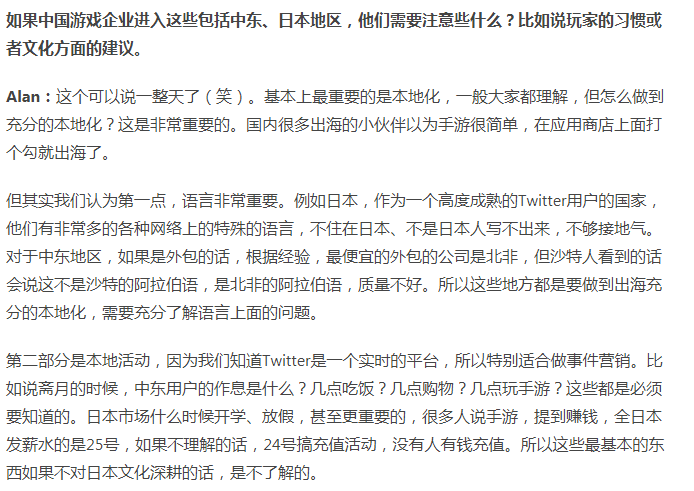 如果中国游戏企业进入这些包括中东、日本地区，他们需要注意些什么？比如说玩家的习惯或
者文化方面的建议。
Alan：这个可以说一整天了（笑）。基本上最重要的是本地化，一般大家都理解，但怎么做到
充分的本地化？这是非常重要的。国内很多出海的小伙伴以为手游很简单，在应用商店上面打
个勾就出海了。
但其实我们认为第一点，语言非常重要。例如日本，作为一个高度成熟的Twitter用户的国家，
他们有非常多的各种网络上的特殊的语言，不住在日本、不是日本人写不出来，不够接地气。
对于中东地区，如果是外包的话，根据经验，最便宜的外包的公司是北非，但沙特人看到的话
会说这不是沙特的阿拉伯语，是北非的阿拉伯语，质量不好。所以这些地方都是要做到出海充
分的本地化，需要充分了解语言上面的问题。
第二部分是本地活动，因为我们知道Twitter是一个实时的平台，所以特别适合做事件营销。比
如说斋月的时候，中东用户的作息是什么？几点吃饭？几点购物？几点玩手游？这些都是必须
要知道的。日本市场什么时候开学、放假，甚至更重要的，很多人说手游，提到赚钱，全日本
发薪水的是25号，如果不理解的话，24号搞充值活动，没有人有钱充值。所以这些最基本的东
西如果不对日本文化深耕的话，是不了解的。